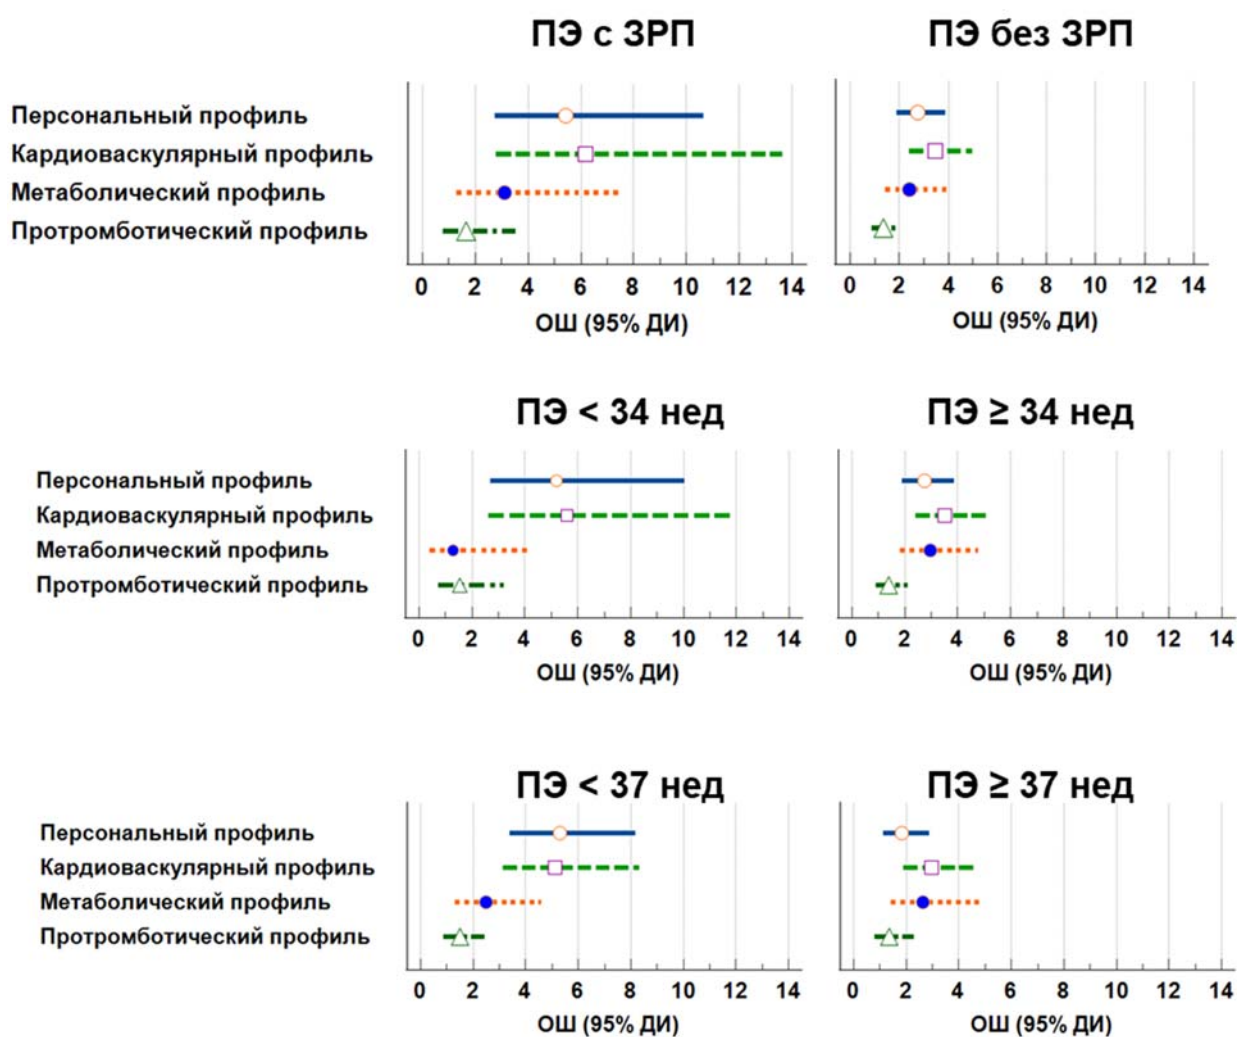 ПЭ с ЗРП
ПЭ без ЗРП
Персональный профиль
Кардиоваскулярный профиль
Метаболический профиль
Протромботический профиль
0 2 4 6 8 10 12 14
ОШ (95% ДИ)
0 2 4 6 8 10 12 14
ОШ (95% ДИ)
ПЭ < 34 нед
ПЭ ≥ 34 нед
Персональный профиль
Кардиоваскулярный профиль
Метаболический профиль
Протромботический профиль
0 2 4 6 8 10 12 14
ОШ (95% ДИ)
0 2 4 6 8 10 12 14
ОШ (95% ДИ)
ПЭ < 37 нед
ПЭ ≥ 37 нед
Персональный профиль
Кардиоваскулярный профиль
Метаболический профиль
Протромботический профиль
0 2 4 6 8 10 12 14
ОШ (95% ДИ)
0 2 4 6 8 10 12 14
ОШ (95% ДИ)